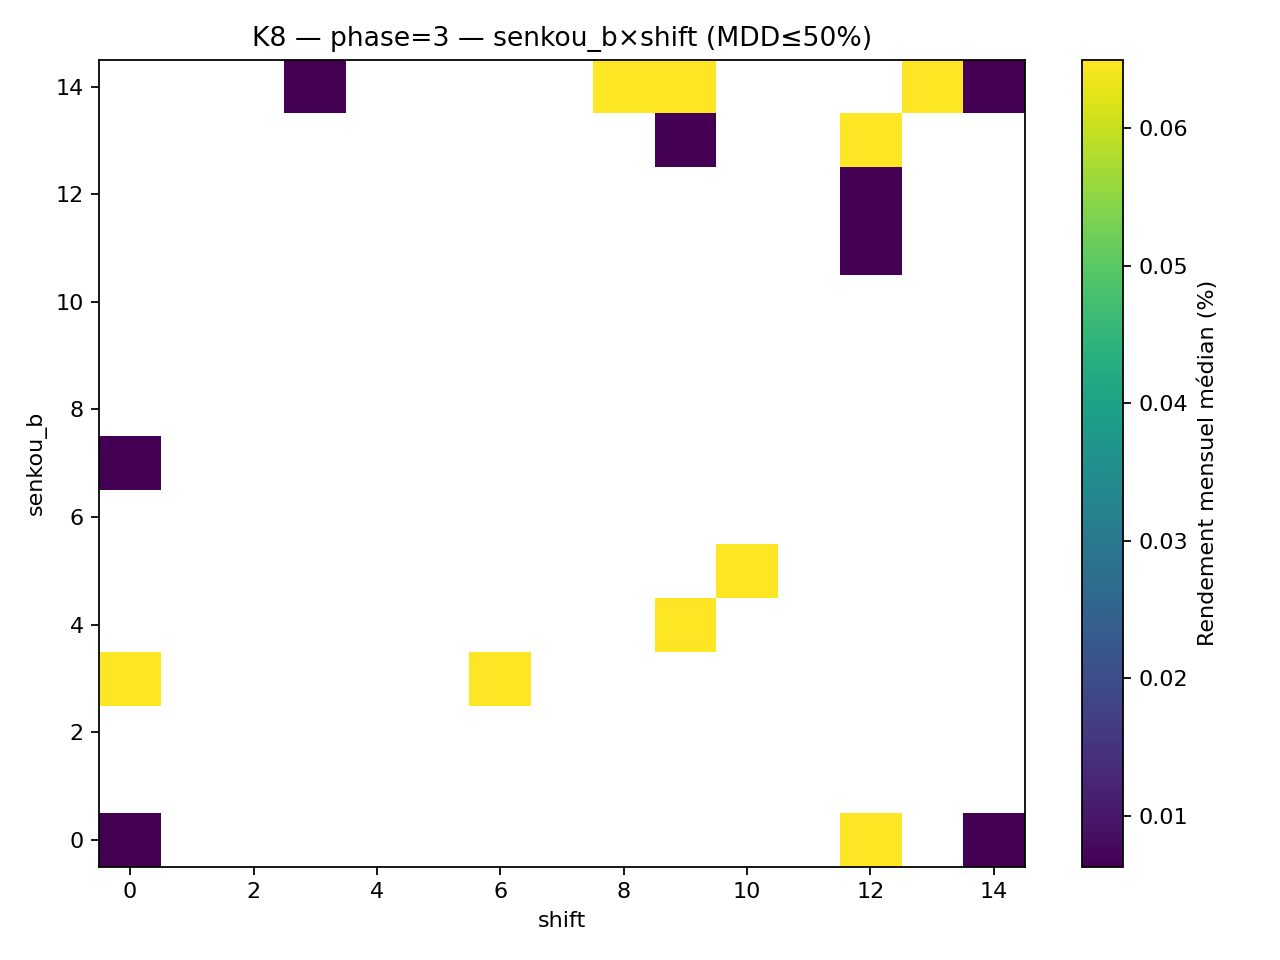 K8 — phase=3 — senkou_b×shift (MDD≤50%)
14
12
10
8
6
4
2
0
senkou_b
0 2 4 6 8 10 12 14
shift
0.06
0.05
0.04
0.03
0.02
0.01
Rendement mensuel médian (%)